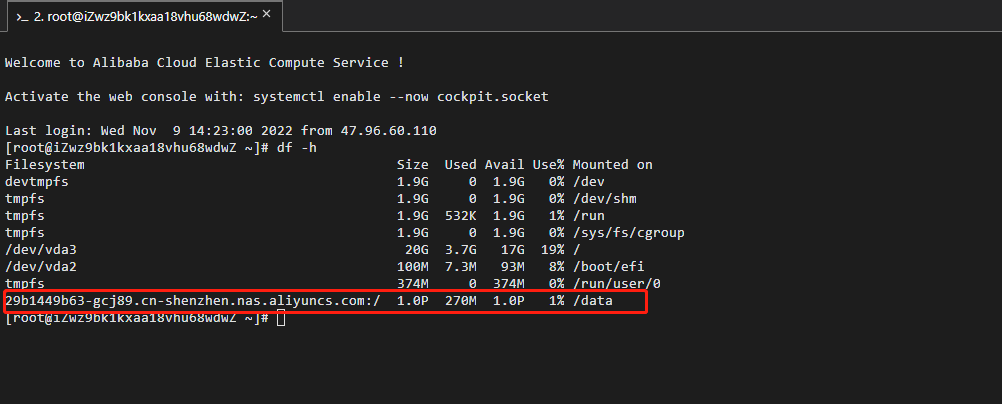 2. root@iZwz9bk1kxaa18vhu68wdwZ:~ ×
Welcome to Alibaba Cloud Elastic Compute Service !
Activate the web console with: systemctl enable --now cockpit.socket
Last login: Wed Nov  9 14:23:00 2022 from 47.96.60.110
[root@iZwz9bk1kxaa18vhu68wdwZ ~]# df -h
Filesystem                                         Size  Used Avail Use% Mounted on
devtmpfs                                           1.9G     0  1.9G   0% /dev
tmpfs                                              1.9G     0  1.9G   0% /dev/shm
tmpfs                                              1.9G  532K  1.9G   1% /run
tmpfs                                              1.9G     0  1.9G   0% /sys/fs/cgroup
/dev/vda3                                           20G  3.7G   17G  19% /
/dev/vda2                                          100M  7.3M   93M   8% /boot/efi
tmpfs                                              374M     0  374M   0% /run/user/0
29b1449b63-gcj89.cn-shenzhen.nas.aliyuncs.com:/  1.0P  270M  1.0P   1% /data
[root@iZwz9bk1kxaa18vhu68wdwZ ~]#